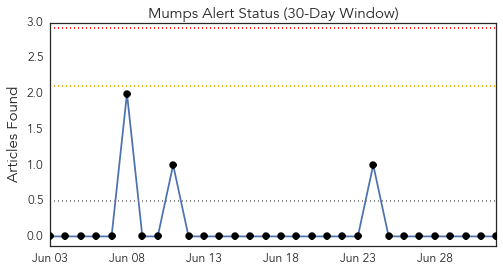 Mumps Alert Status (30-Day Window)
Articles Found
3.0
2.5
2.0
1.5
1.0
0.5
0.0
Jun 03 Jun 08 Jun 13 Jun 18 Jun 23 Jun 28